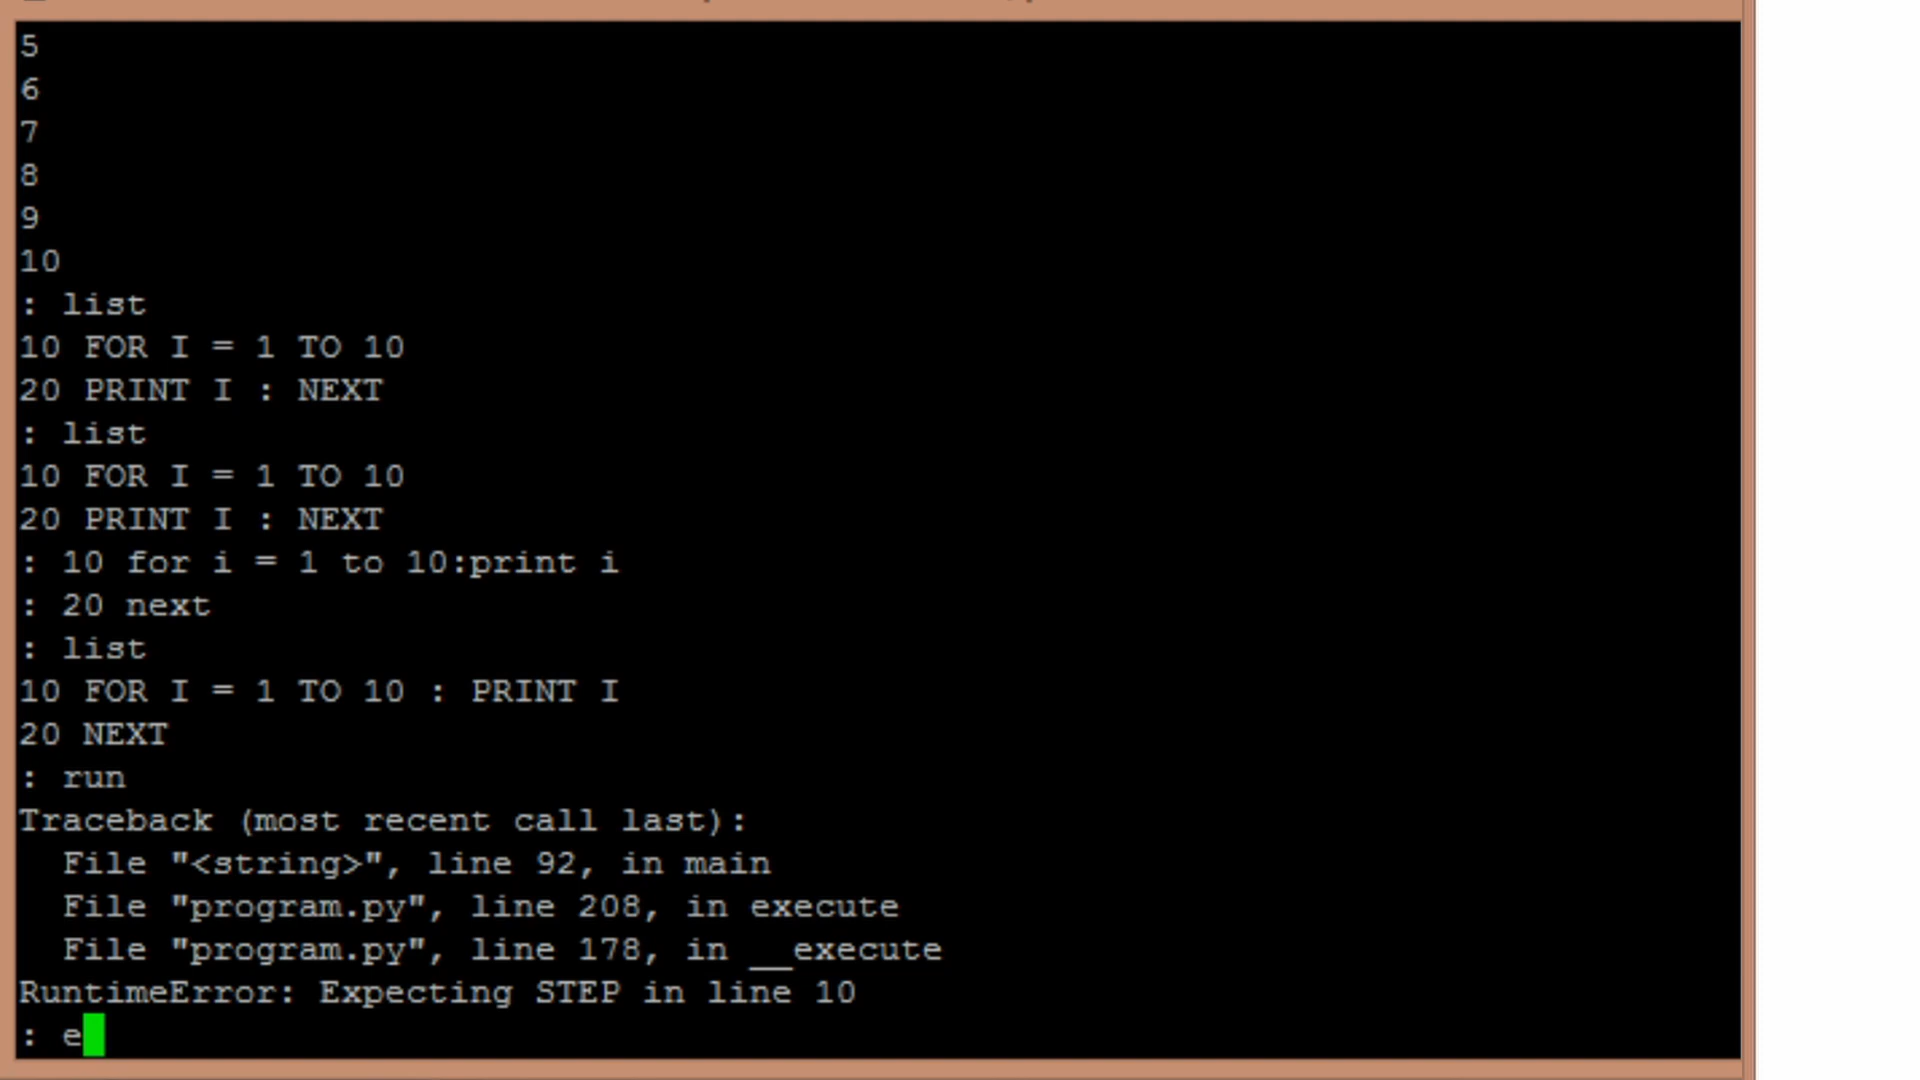 5
6
7
8
9
10
: list
10 FOR I = 1 TO 10
20 PRINT I : NEXT
: list
10 FOR I = 1 TO 10
20 PRINT I : NEXT
: 10 for i = 1 to 10:print i
: 20 next
: list
10 FOR I = 1 TO 10 : PRINT I
20 NEXT
: run
Traceback (most recent call last):
  File "<string>", line 92, in main
  File "program.py", line 208, in execute
  File "program.py", line 178, in __execute
RuntimeError: Expecting STEP in line 10
: e